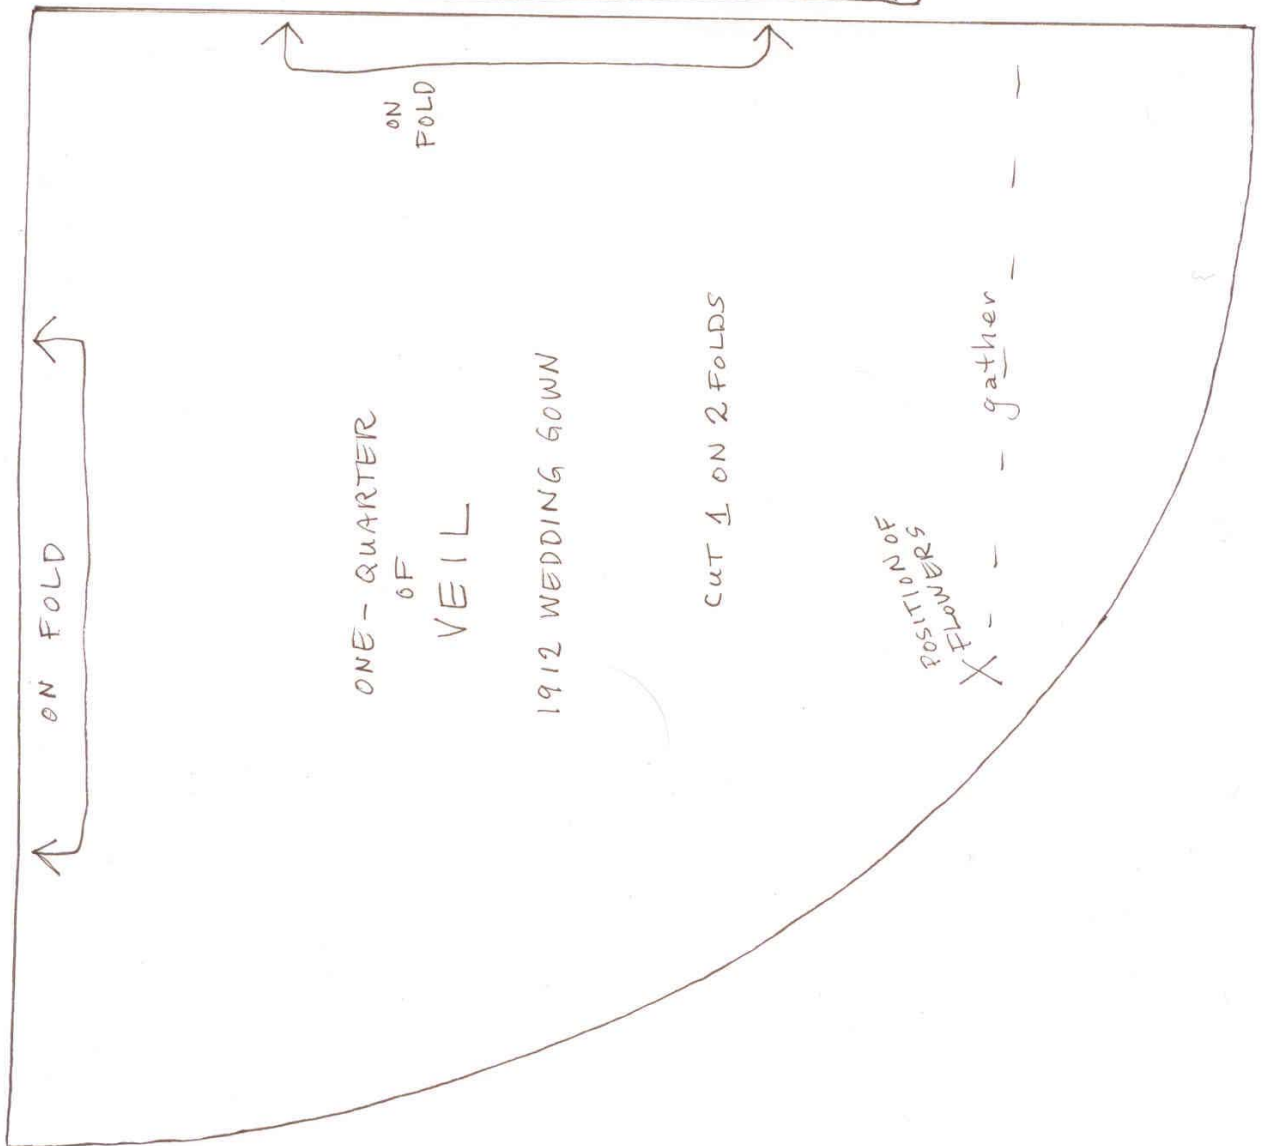 ON FOLD
ON
FOLD
ONE-QUARTER
OF
VEIL
1912 WEDDING GOWN
CUT 1 ON 2 FOLDS
POSITION OF
FLOWERS
X
gather